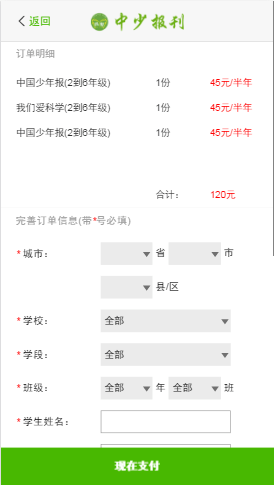 返回 中少报刊
订单明细
中国少年报(2到6年级) 1份 45元/半年
我们爱科学(2到6年级) 1份 45元/半年
中国少年报(2到6年级) 1份 45元/半年
合计： 120元
完善订单信息(带*号必填)
*城市： 省 市
县/区
*学校： 全部
*学段： 全部
*班级： 全部 年 全部 班
*学生姓名：
现在支付